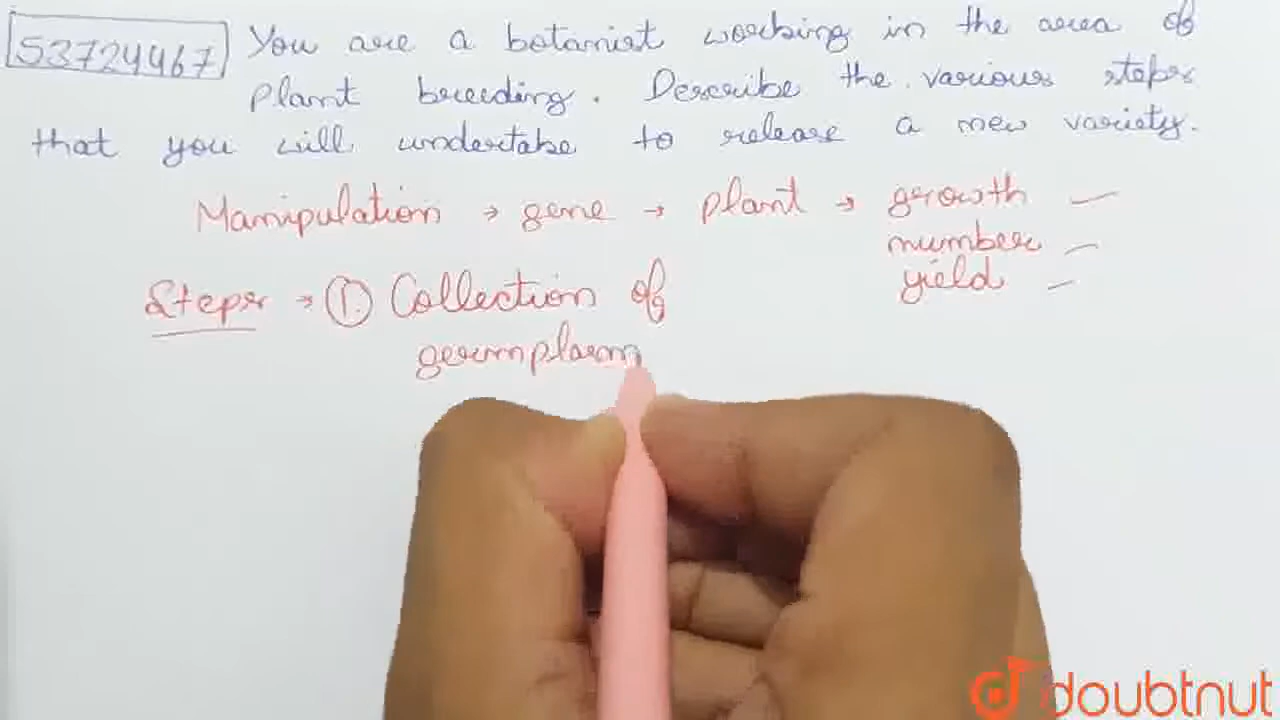 53724467 You are a botanist working in the area of
plant breeding. Describe the various steps
that you will undertake to release a new variety.
Manipulation → gene → plant → growth
number
yield
Steps → 1. Collection of
germplasm
doubtnut